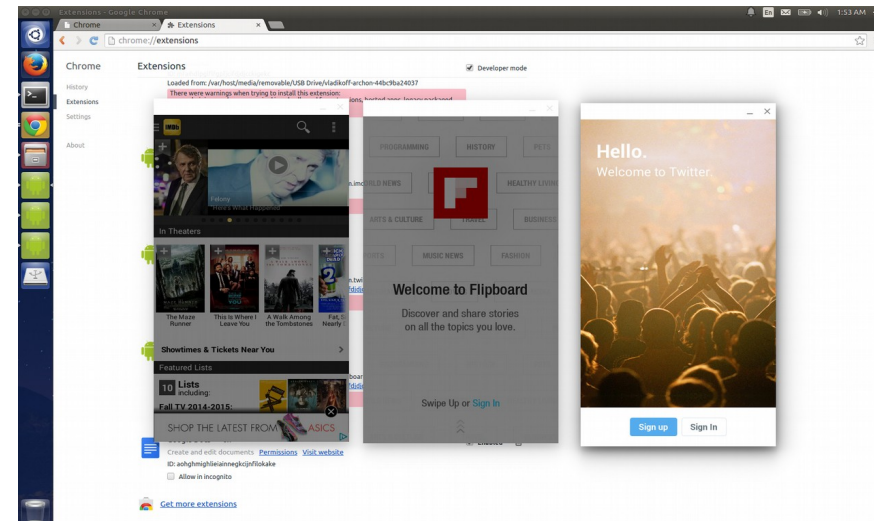 Extensions - Google Chrome
En
1:53 AM
Chrome
Extensions
chrome://extensions
Chrome
Extensions
Developer mode
History
Extensions
Settings
About
Loaded from: /var/host/media/removable/USB Drive/vladikoff-archon-44bc9ba24037
There were warnings when trying to install this extension:
IMDb
Felony
Here's What Happened
In Theaters
The Maze Runner
This Is Where I Leave You
A Walk Among the Tombstones
Showtimes & Tickets Near You
Featured Lists
10 Lists
including:
Fall TV 2014-2015:
SHOP THE LATEST FROM ASICS
PROGRAMMING
HISTORY
PETS
HEALTHY LIVING
ARTS & CULTURE
TRAVEL
BUSINESS
MUSIC NEWS
FASHION
Welcome to Flipboard
Discover and share stories
on all the topics you love.
Swipe Up or Sign In
Hello.
Welcome to Twitter.
Sign up
Sign In
Create and edit documents Permissions Visit website
ID: aohghmighlieiainnegkcijnfilokake
Allow in incognito
Get more extensions